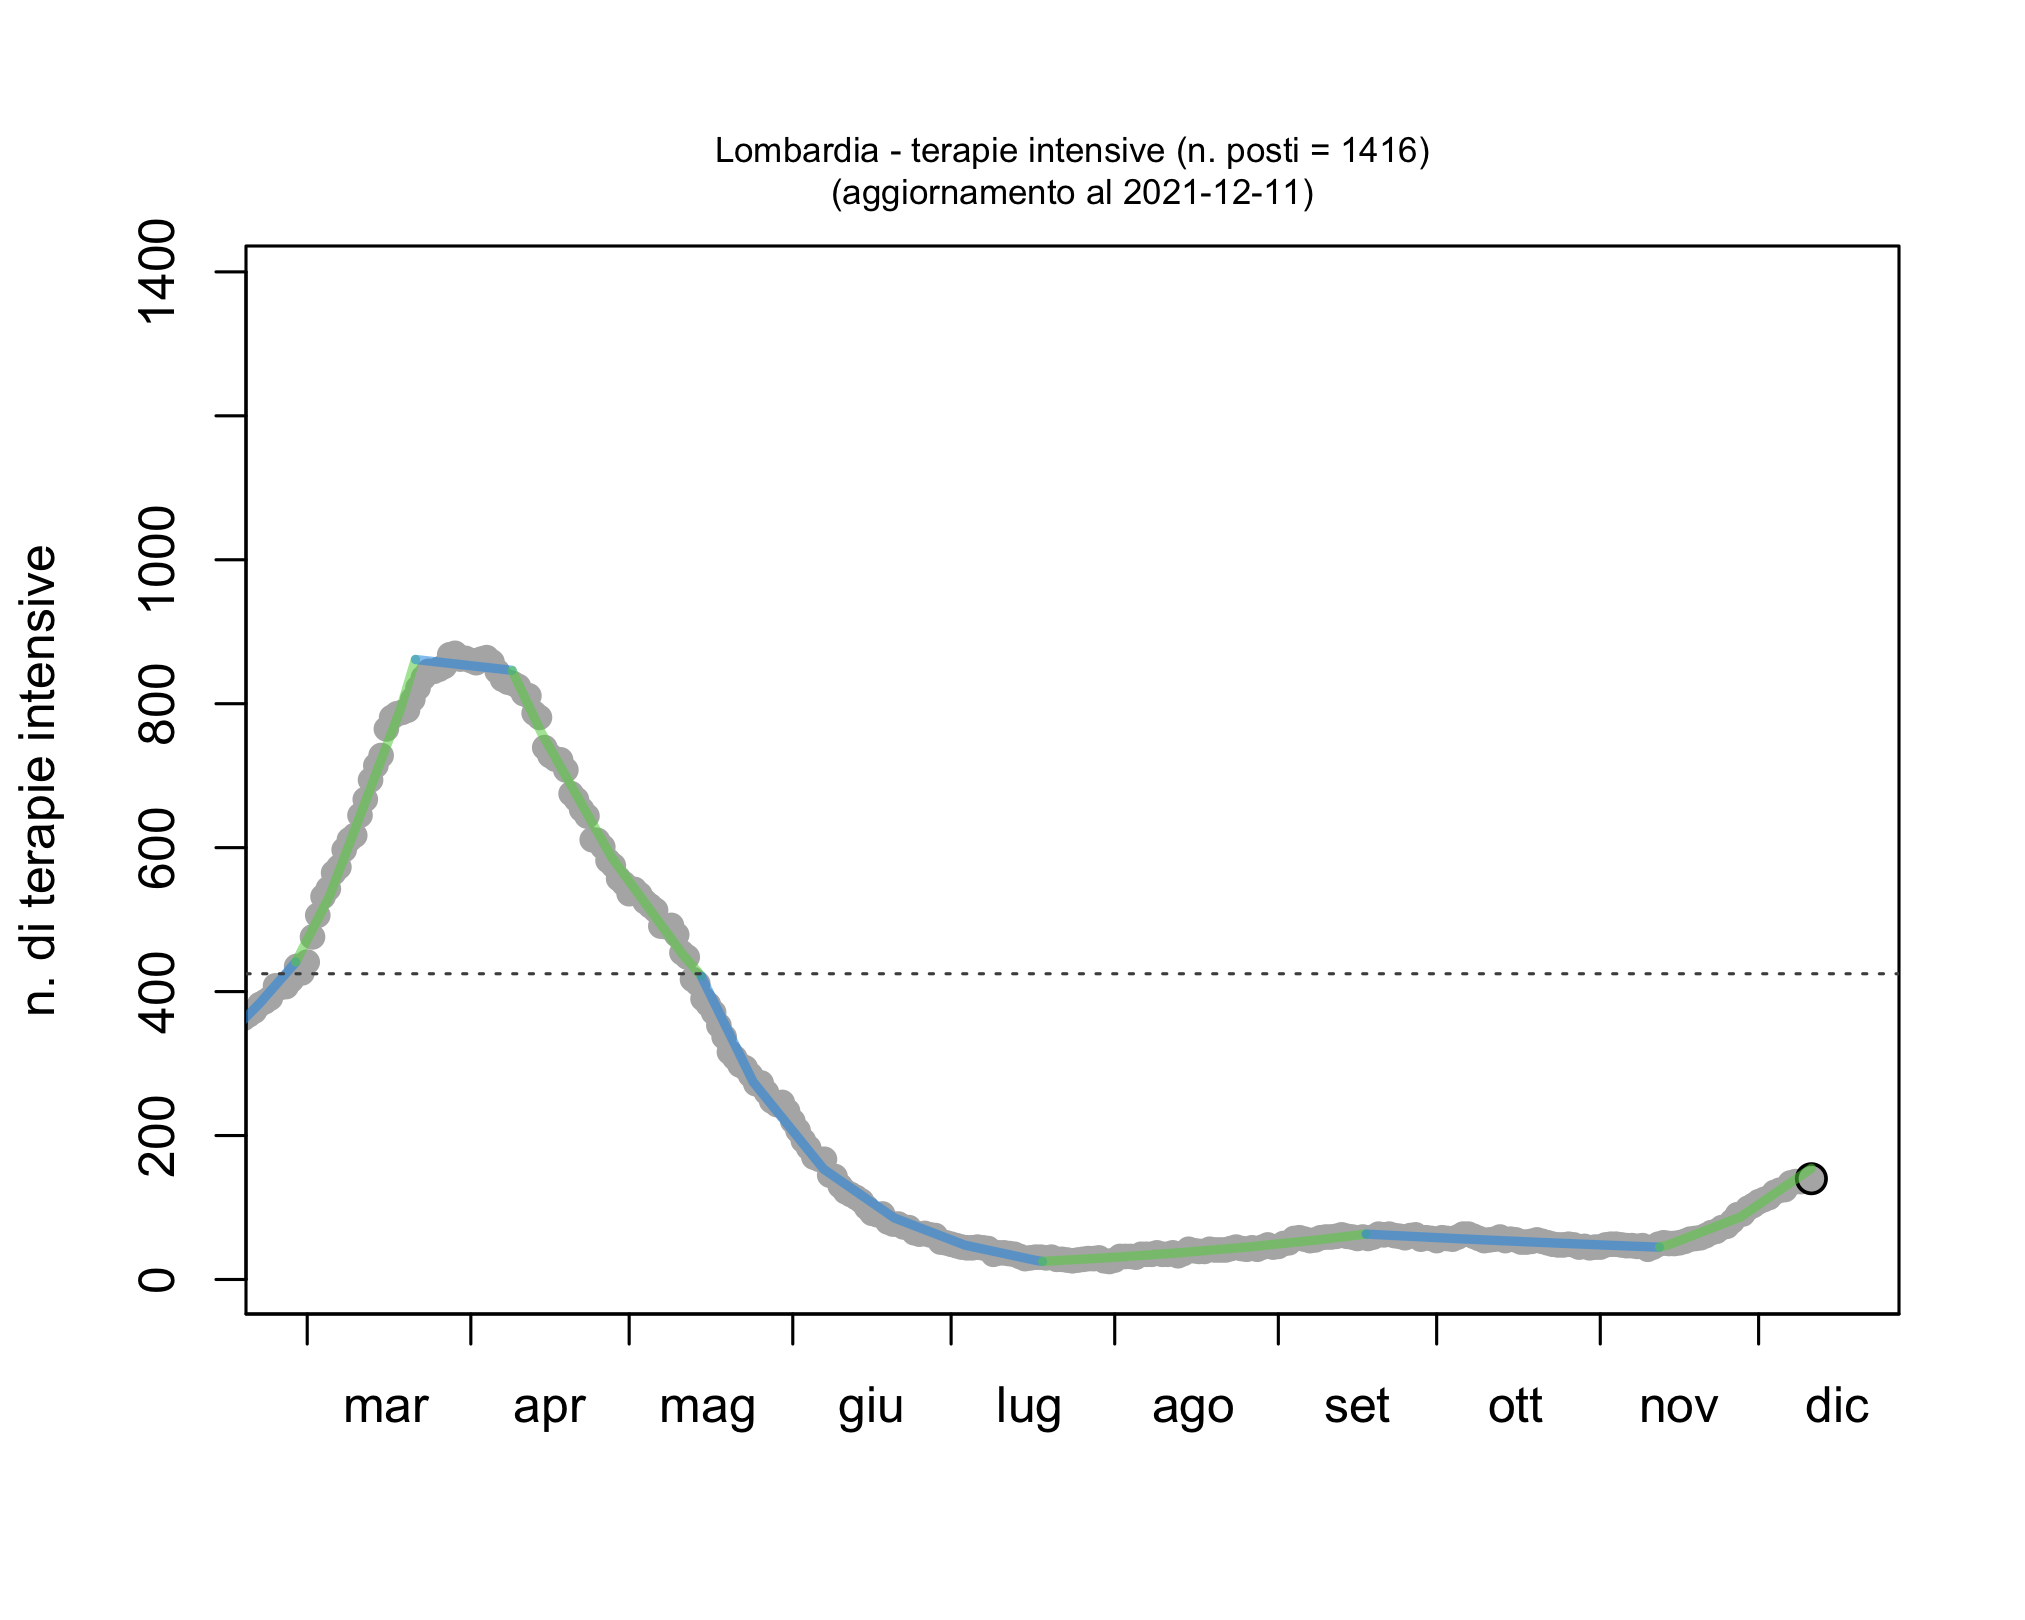 Lombardia - terapie intensive (n. posti = 1416)
(aggiornamento al 2021-12-11)
n. di terapie intensive
1400
1000
800
600
400
200
0
mar apr mag giu lug ago set ott nov dic